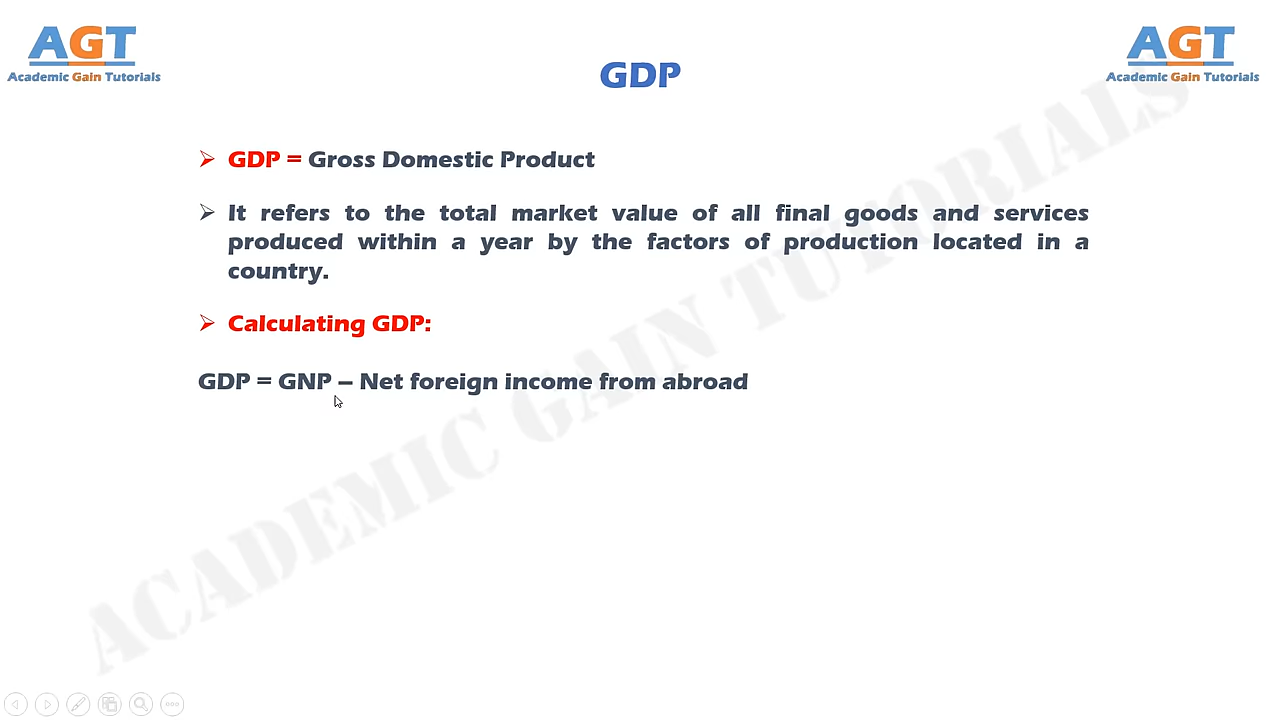 AGT
Academic Gain Tutorials
AGT
Academic Gain Tutorials
GDP
GDP = Gross Domestic Product
It refers to the total market value of all final goods and services
produced within a year by the factors of production located in a
country.
Calculating GDP:
GDP = GNP – Net foreign income from abroad
ACADEMIC GAIN TUTORIALS